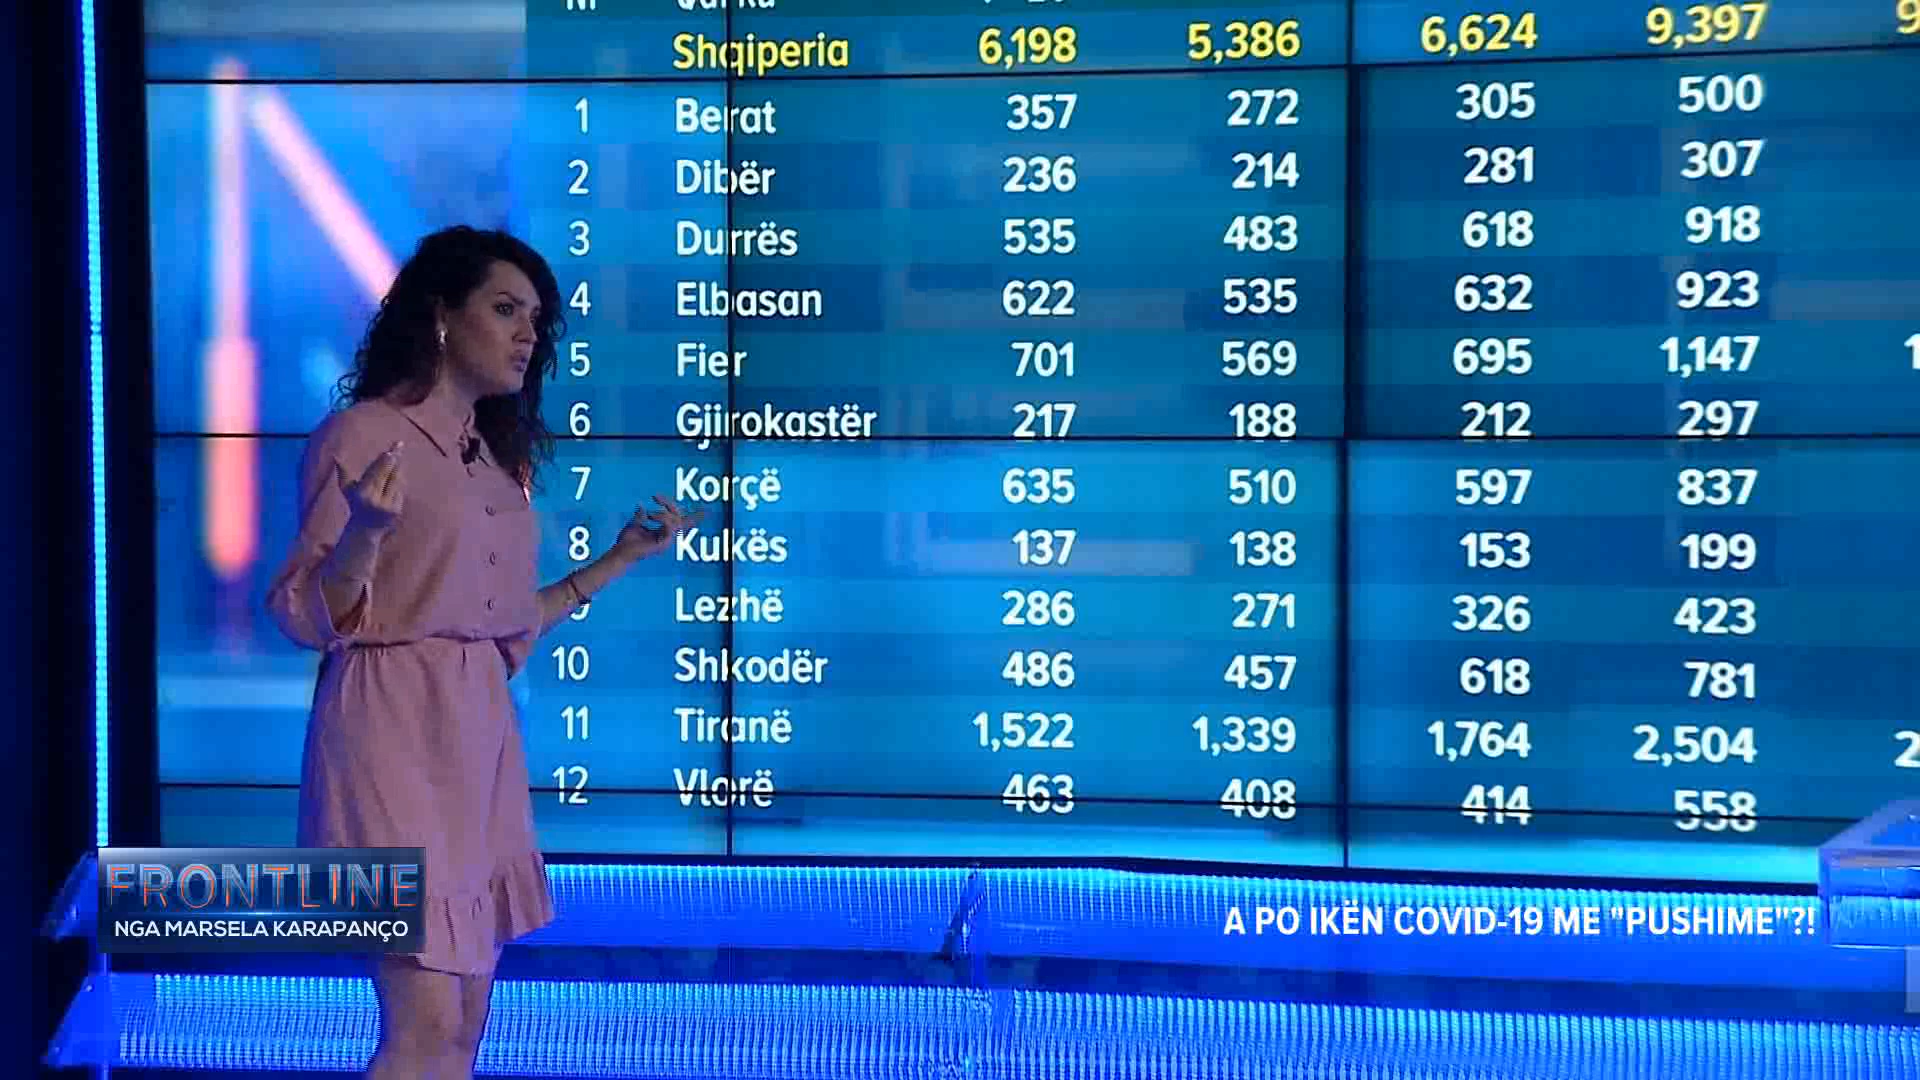 Shqiperia 6,198 5,386 6,624 9,397
1 Berat 357 272 305 500
2 Dibër 236 214 281 307
3 Durrës 535 483 618 918
4 Elbasan 622 535 632 923
5 Fier 701 569 695 1,147
6 Gjirokastër 217 188 212 297
7 Korçë 635 510 597 837
8 Kukës 137 138 153 199
9 Lezhë 286 271 326 423
10 Shkodër 486 457 618 781
11 Tiranë 1,522 1,339 1,764 2,504
12 Vlorë 463 408 414 558
FRONTLINE
NGA MARSELA KARAPANÇO
A PO IKËN COVID-19 ME "PUSHIME"?!